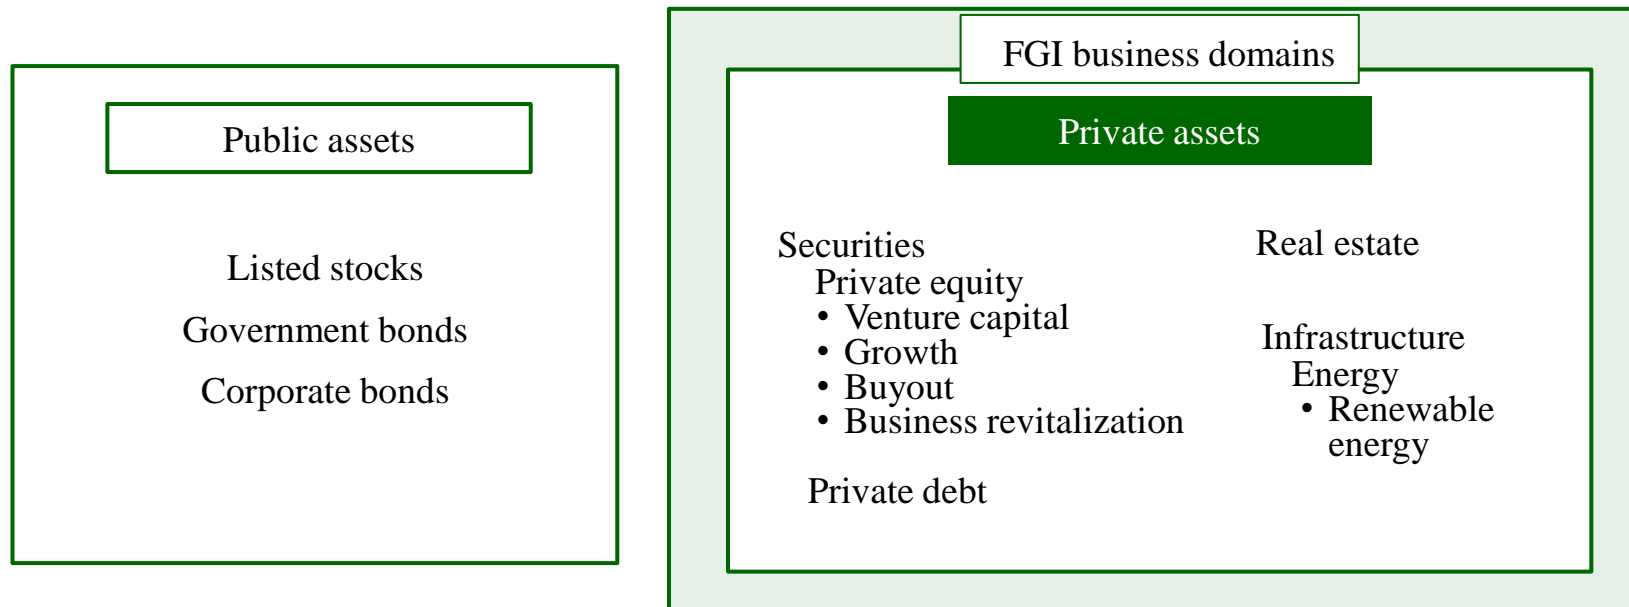 Public assets
Listed stocks
Government bonds
Corporate bonds
FGI business domains
Private assets
Securities
Private equity
• Venture capital
• Growth
• Buyout
• Business revitalization
Private debt
Real estate
Infrastructure
Energy
• Renewable
energy